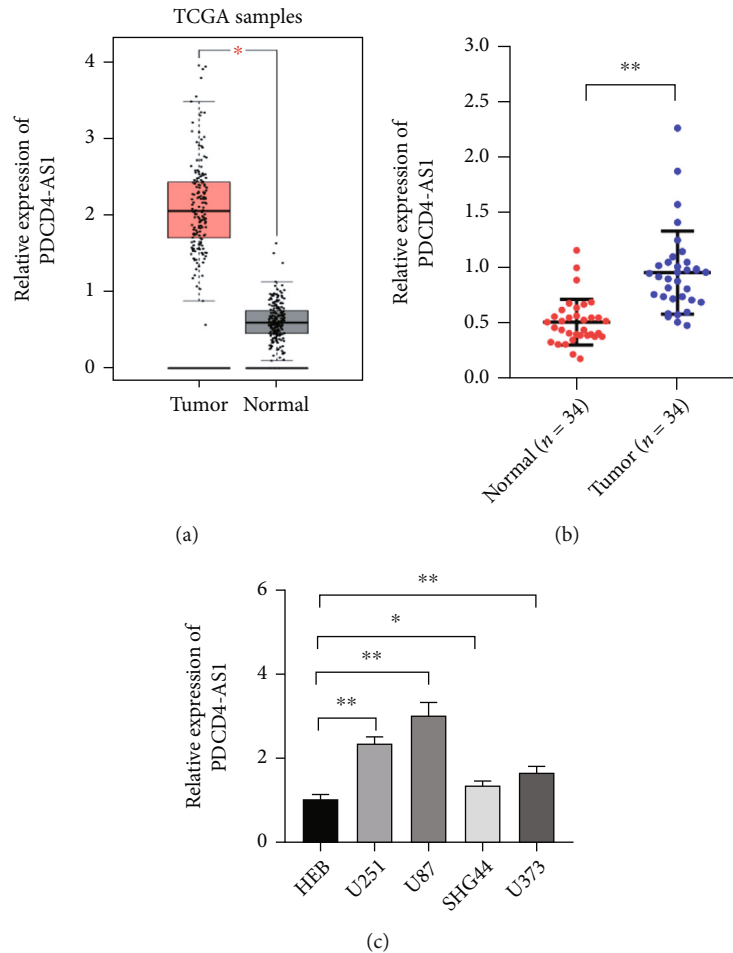 TCGA samples
Relative expression of
PDCD4-AS1
4
3
2
1
0
*
Tumor
Normal
(a)
Relative expression of
PDCD4-AS1
3.0
2.5
2.0
1.5
1.0
0.5
0.0
**
Normal (n = 34)
Tumor (n = 34)
(b)
Relative expression of
PDCD4-AS1
6
4
2
0
**
*
**
**
HEB
U251
U87
SHG44
U373
(c)